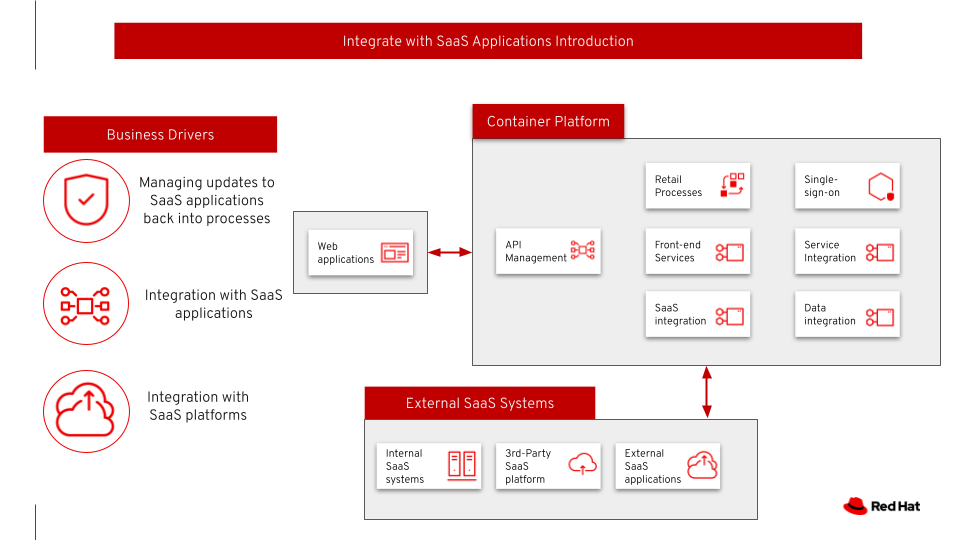 Integrate with SaaS Applications Introduction
Business Drivers
Managing updates to
SaaS applications
back into processes
Integration with SaaS
applications
Integration with
SaaS platforms
Web
applications
Container Platform
API
Management
Retail
Processes
Single-
sign-on
Front-end
Services
Service
Integration
SaaS
integration
Data
integration
External SaaS Systems
Internal
SaaS
systems
3rd-Party
SaaS
platform
External
SaaS
applications
Red Hat